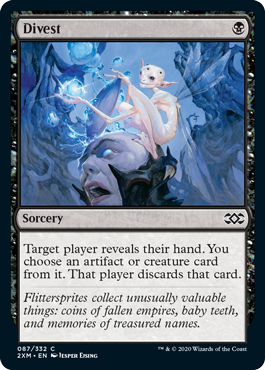 Divest
Sorcery
Target player reveals their hand. You
choose an artifact or creature card
from it. That player discards that card.
Flittersprites collect unusually valuable
things: coins of fallen empires, baby teeth,
and memories of treasured names.
087/332 C
2XM • EN JESPER EJSING
™ & © 2020 Wizards of the Coast